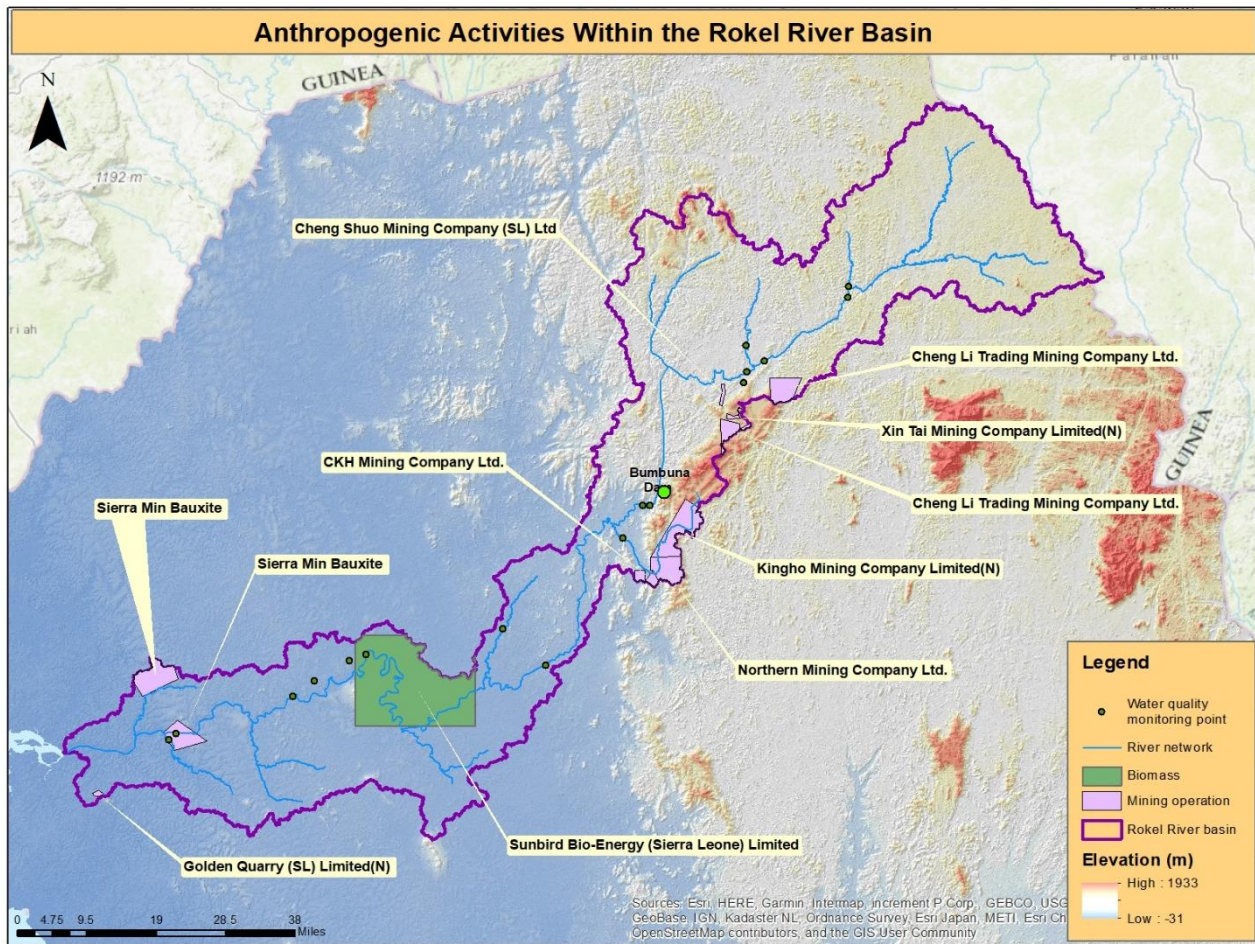 Anthropogenic Activities Within the Rokel River Basin
N
GUINEA
1192 m
Cheng Shuo Mining Company (SL) Ltd
Cheng Li Trading Mining Company Ltd.
Xin Tai Mining Company Limited(N)
GUINEA
CKH Mining Company Ltd.
Bumbuna
Cheng Li Trading Mining Company Ltd.
Sierra Min Bauxite
Sierra Min Bauxite
Kingho Mining Company Limited(N)
Northern Mining Company Ltd.
Sunbird Bio-Energy (Sierra Leone) Limited
Golden Quarry (SL) Limited(N)
Legend
Water quality
monitoring point
River network
Biomass
Mining operation
Rokel River basin
Elevation (m)
High : 1933
Low : -31
0 4.75 9.5 19 28.5 38
Miles
Sources: Esri, HERE, Garmin, Intermap, increment P Corp., GEBCO, USG
GeoBase, IGN, Kadaster NL, Ordnance Survey, Esri Japan, METI, Esri Ch
OpenStreetMap contributors, and the GIS User Community